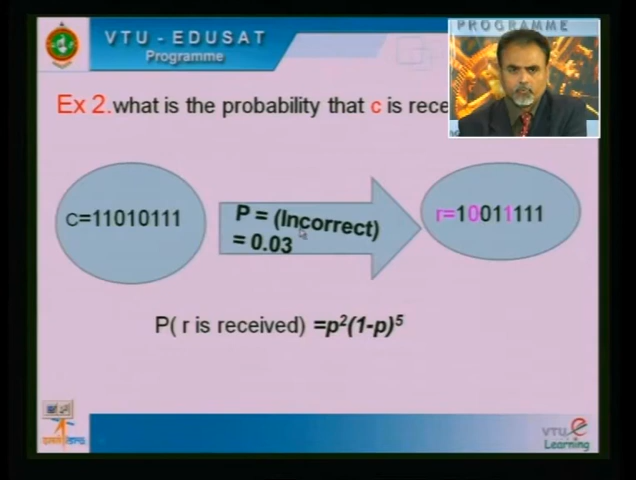 VTU - EDUSAT
Programme
PROGRAMME
Ex 2.what is the probability that c is rece
c=11010111
P = (Incorrect)
= 0.03
r=10011111
P( r is received) =p²(1-p)⁵
VTU e
Learning